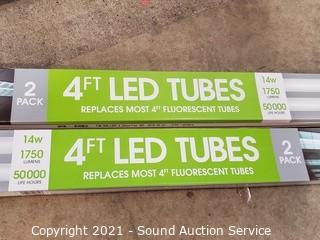 2
PACK
4FT LED TUBES
REPLACES MOST 4FT FLUORESCENT TUBES
14w
1750
LUMENS
50000
LIFE HOURS
14w
1750
LUMENS
50000
LIFE HOURS
4FT LED TUBES
REPLACES MOST 4FT FLUORESCENT TUBES
2
PACK
Copyright 2021 - Sound Auction Service